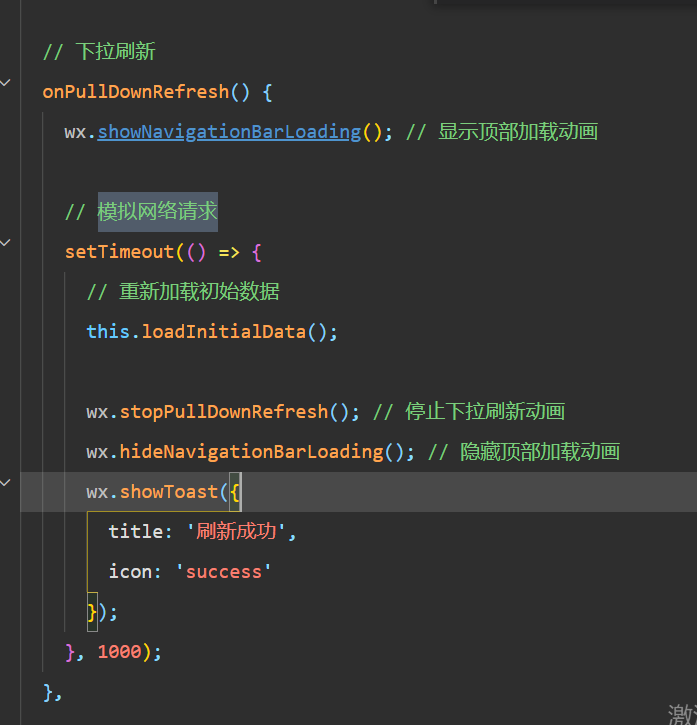 // 下拉刷新
onPullDownRefresh() {
wx.showNavigationBarLoading(); // 显示顶部加载动画
// 模拟网络请求
setTimeout(() => {
// 重新加载初始数据
this.loadInitialData();
wx.stopPullDownRefresh(); // 停止下拉刷新动画
wx.hideNavigationBarLoading(); // 隐藏顶部加载动画
wx.showToast({
title: '刷新成功',
icon: 'success'
});
}, 1000);
},